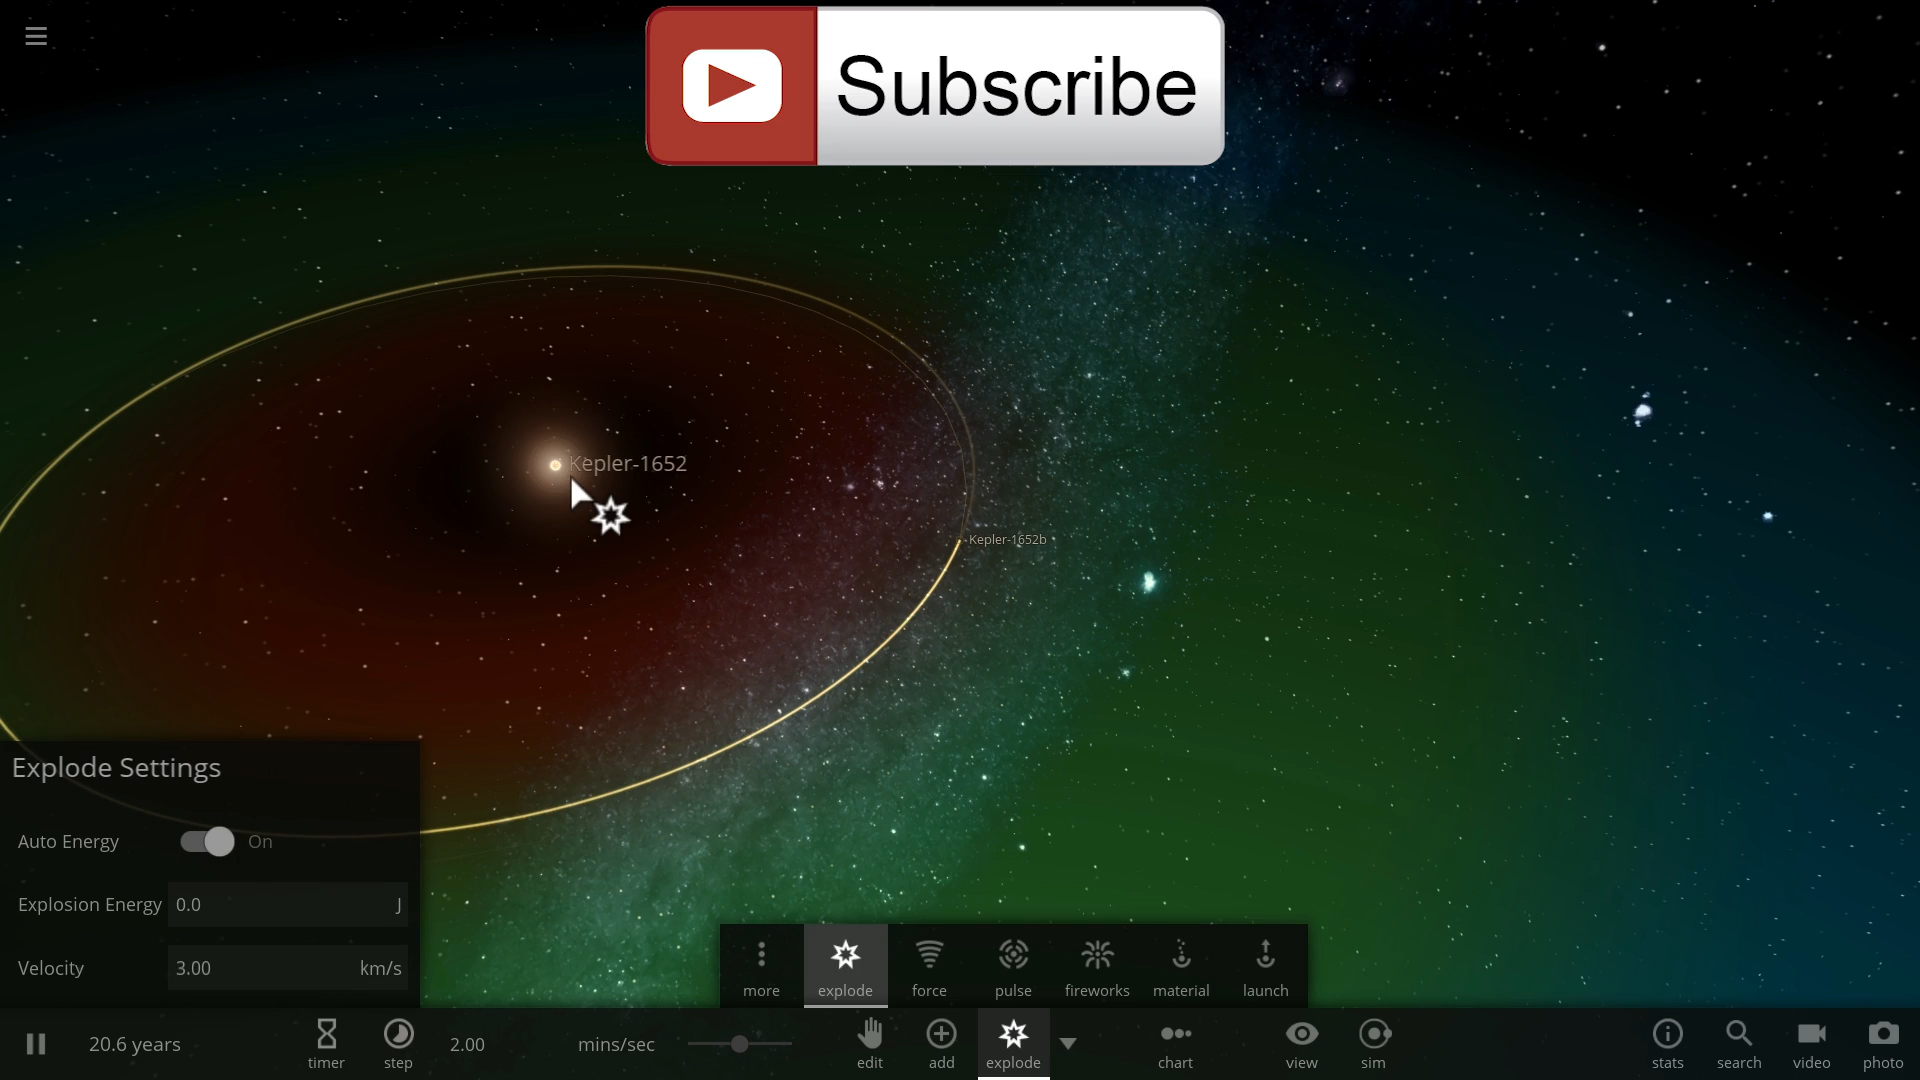 Subscribe
Kepler-1652
Kepler-1652b
Explode Settings
Auto Energy On
Explosion Energy 0.0 J
Velocity 3.00 km/s
more explode force pulse fireworks material launch
20.6 years timer step 2.00 mins/sec edit add explode chart view sim stats search video photo